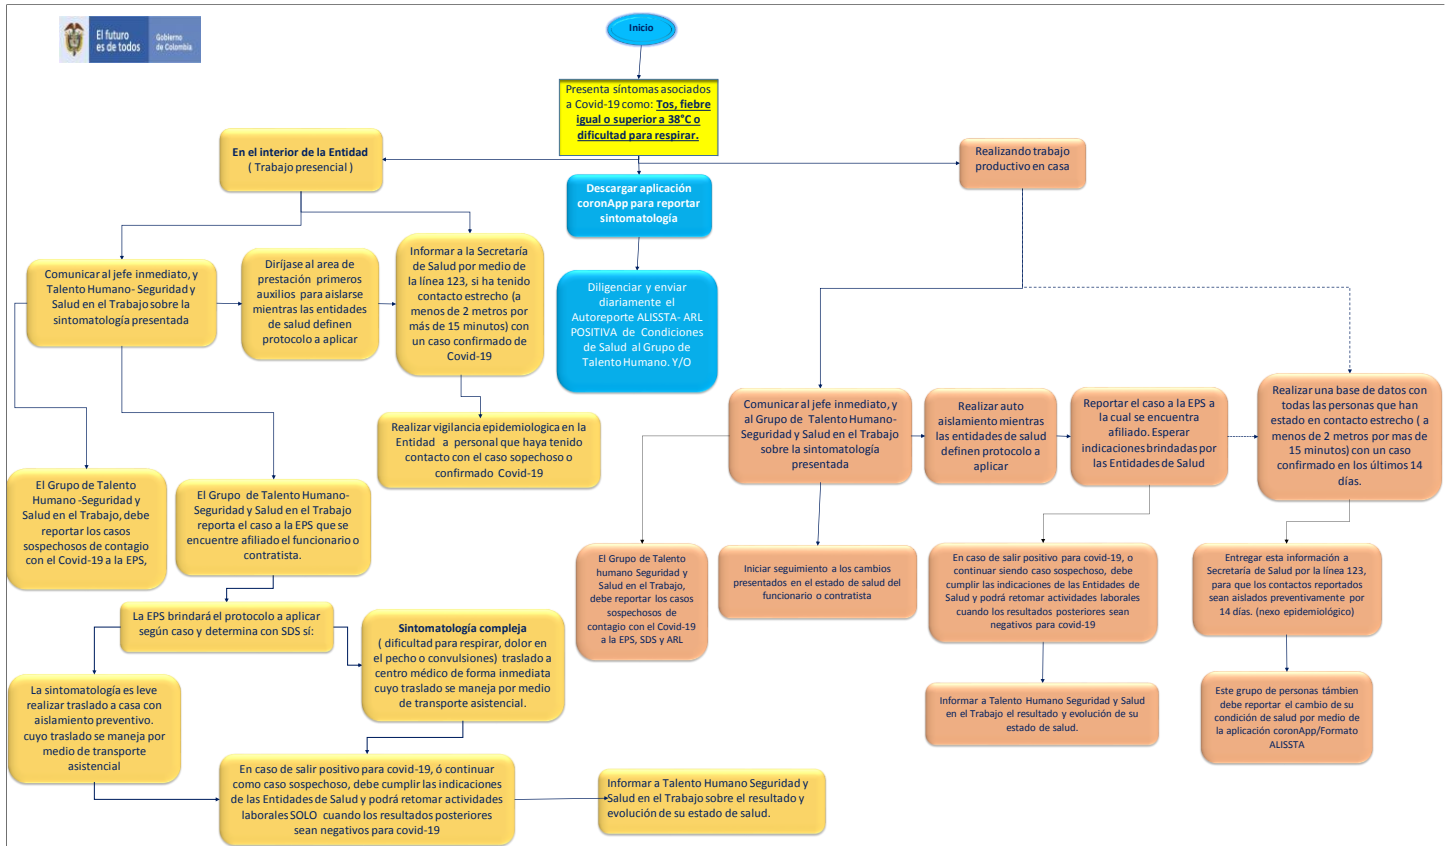 El futuro
es de todos
Gobierno
de Colombia
Inicio
Presenta síntomas asociados
a Covid-19 como: Tos, fiebre
igual o superior a 38°C o
dificultad para respirar.
En el interior de la Entidad
( Trabajo presencial )
Realizando trabajo
productivo en casa
Descargar aplicación
coronApp para reportar
sintomatología
Comunicar al jefe inmediato, y
Talento Humano- Seguridad y
Salud en el Trabajo sobre la
sintomatología presentada
Diríjase al area de
prestación primeros
auxilios para aislarse
mientras las entidades
de salud definen
protocolo a aplicar
Informar a la Secretaría
de Salud por medio de
la línea 123, si ha tenido
contacto estrecho (a
menos de 2 metros por
más de 15 minutos) con
un caso confirmado de
Covid-19
Diligenciar y enviar
diariamente el
Autoreporte ALISSTA- ARL
POSITIVA de Condiciones
de Salud al Grupo de
Talento Humano. Y/O
Realizar vigilancia epidemiologica en la
Entidad a personal que haya tenido
contacto con el caso sopechoso o
confirmado Covid-19
Comunicar al jefe inmediato, y
al Grupo de Talento Humano-
Seguridad y Salud en el Trabajo
sobre la sintomatología
presentada
Realizar auto
aislamiento mientras
las entidades de salud
definen protocolo a
aplicar
Reportar el caso a la EPS a
la cual se encuentra
afiliado. Esperar
indicaciones brindadas por
las Entidades de Salud
Realizar una base de datos con
todas las personas que han
estado en contacto estrecho ( a
menos de 2 metros por mas de
15 minutos) con un caso
confirmado en los últimos 14
días.
El Grupo de Talento
Humano -Seguridad y
Salud en el Trabajo, debe
reportar los casos
sospechosos de contagio
con el Covid-19 a la EPS,
El Grupo de Talento Humano-
Seguridad y Salud en el Trabajo
reporta el caso a la EPS que se
encuentre afiliado el funcionario o
contratista.
El Grupo de Talento
humano Seguridad y
Salud en el Trabajo,
debe reportar los casos
sospechosos de
contagio con el Covid-19
a la EPS, SDS y ARL
Iniciar seguimiento a los cambios
presentados en el estado de salud del
funcionario o contratista
En caso de salir positivo para covid-19, o
continuar siendo caso sospechoso, debe
cumplir las indicaciones de las Entidades de
Salud y podrá retomar actividades laborales
cuando los resultados posteriores sean
negativos para covid-19
Entregar esta información a
Secretaría de Salud por la línea 123,
para que los contactos reportados
sean aislados preventivamente por
14 días. (nexo epidemiológico)
La EPS brindará el protocolo a aplicar
según caso y determina con SDS sí:
Sintomatología compleja
( dificultad para respirar, dolor en
el pecho o convulsiones) traslado a
centro médico de forma inmediata
cuyo traslado se maneja por medio
de transporte asistencial.
La sintomatología es leve
realizar traslado a casa con
aislamiento preventivo.
cuyo traslado se maneja por
medio de transporte
asistencial
Informar a Talento Humano Seguridad y Salud
en el Trabajo el resultado y evolución de su
estado de salud.
Este grupo de personas támbien
debe reportar el cambio de su
condición de salud por medio de
la aplicación coronApp/Formato
ALISSTA
En caso de salir positivo para covid-19, ó continuar
como caso sospechoso, debe cumplir las indicaciones
de las Entidades de Salud y podrá retomar actividades
laborales SOLO cuando los resultados posteriores
sean negativos para covid-19
Informar a Talento Humano Seguridad y
Salud en el Trabajo sobre el resultado y
evolución de su estado de salud.